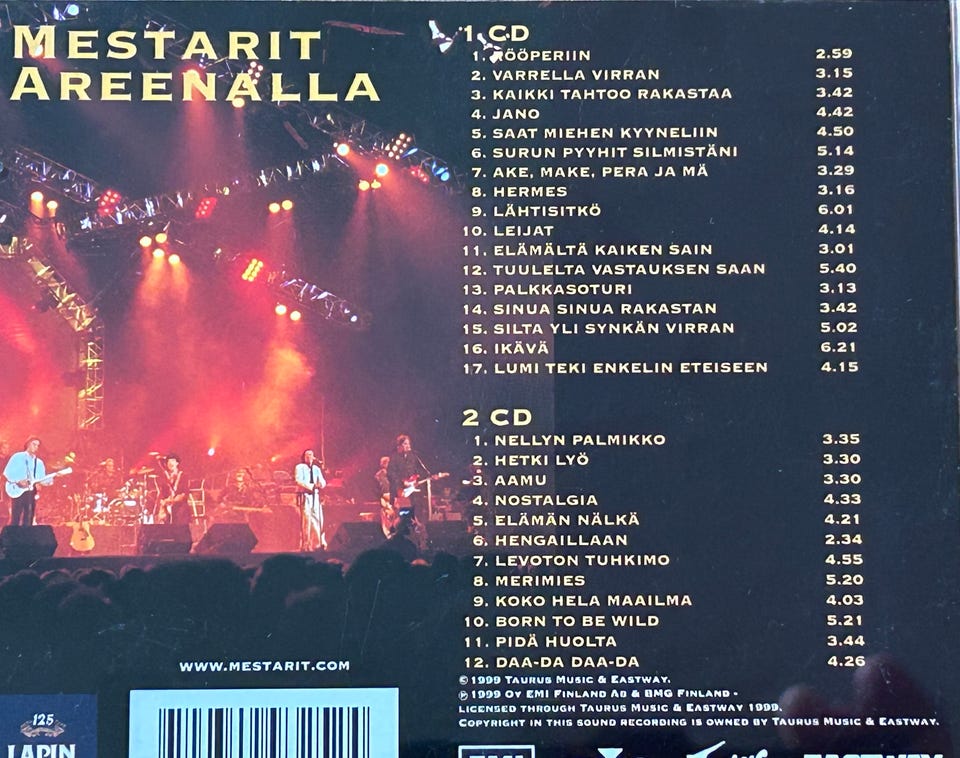 MESTARIT
AREENALLA
1 CD
1. RÖÖPERIIN 2.59
2. VARRELLA VIRRAN 3.15
3. KAIKKI TAHTOO RAKASTAA 3.42
4. JANO 4.42
5. SAAT MIEHEN KYYNELIIN 4.50
6. SURUN PYYHIT SILMISTÄNI 5.14
7. AKE, MAKE, PERA JA MÄ 3.29
8. HERMES 3.16
9. LÄHTISITKÖ 6.01
10. LEIJAT 4.14
11. ELÄMÄLTÄ KAIKEN SAIN 3.01
12. TUULELTA VASTAUKSEN SAAN 5.40
13. PALKKASOTURI 3.13
14. SINUA SINUA RAKASTAN 3.42
15. SILTA YLI SYNKÄN VIRRAN 5.02
16. IKÄVÄ 6.21
17. LUMI TEKI ENKELIN ETEISEEN 4.15
2 CD
1. NELLYN PALMIKKO 3.35
2. HETKI LYÖ 3.30
3. AAMU 3.30
4. NOSTALGIA 4.33
5. ELÄMÄN NÄLKÄ 4.21
6. HENGAILLAAN 2.34
7. LEVOTON TUHKIMO 4.55
8. MERIMIES 5.20
9. KOKO HELA MAAILMA 4.03
10. BORN TO BE WILD 5.21
11. PIDÄ HUOLTA 3.44
12. DAA-DA DAA-DA 4.26
© 1999 TAURUS MUSIC & EASTWAY.
℗ 1999 OY EMI FINLAND AB & BMG FINLAND -
LICENSED THROUGH TAURUS MUSIC & EASTWAY 1999.
COPYRIGHT IN THIS SOUND RECORDING IS OWNED BY TAURUS MUSIC & EASTWAY.
WWW.MESTARIT.COM
125
LAPIN
EMI
EASTWAY